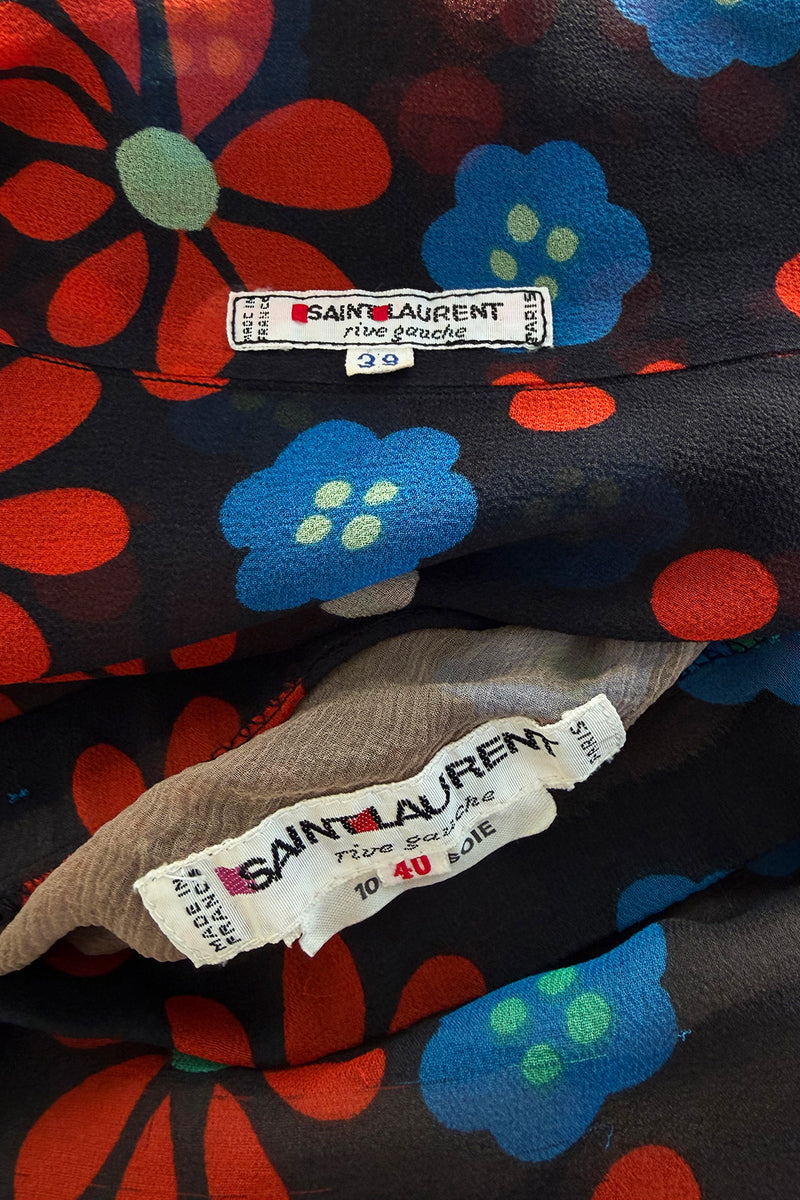 MADE IN
FRANCE
SAINT LAURENT
rive gauche
PARIS
38
MADE IN
FRANCE
SAINT LAURENT
rive gauche
PARIS
10 SOIE
40